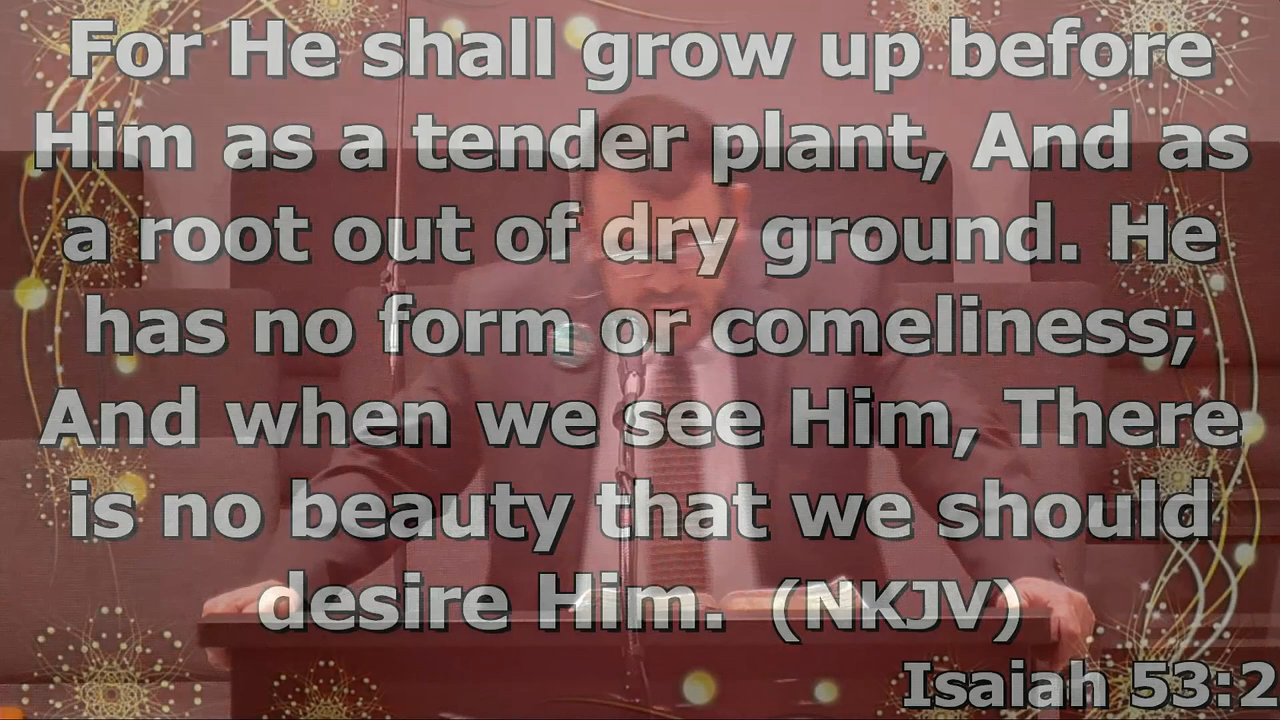 For He shall grow up before
Him as a tender plant, And as
a root out of dry ground. He
has no form or comeliness;
And when we see Him, There
is no beauty that we should
desire Him. (NKJV)
Isaiah 53:2